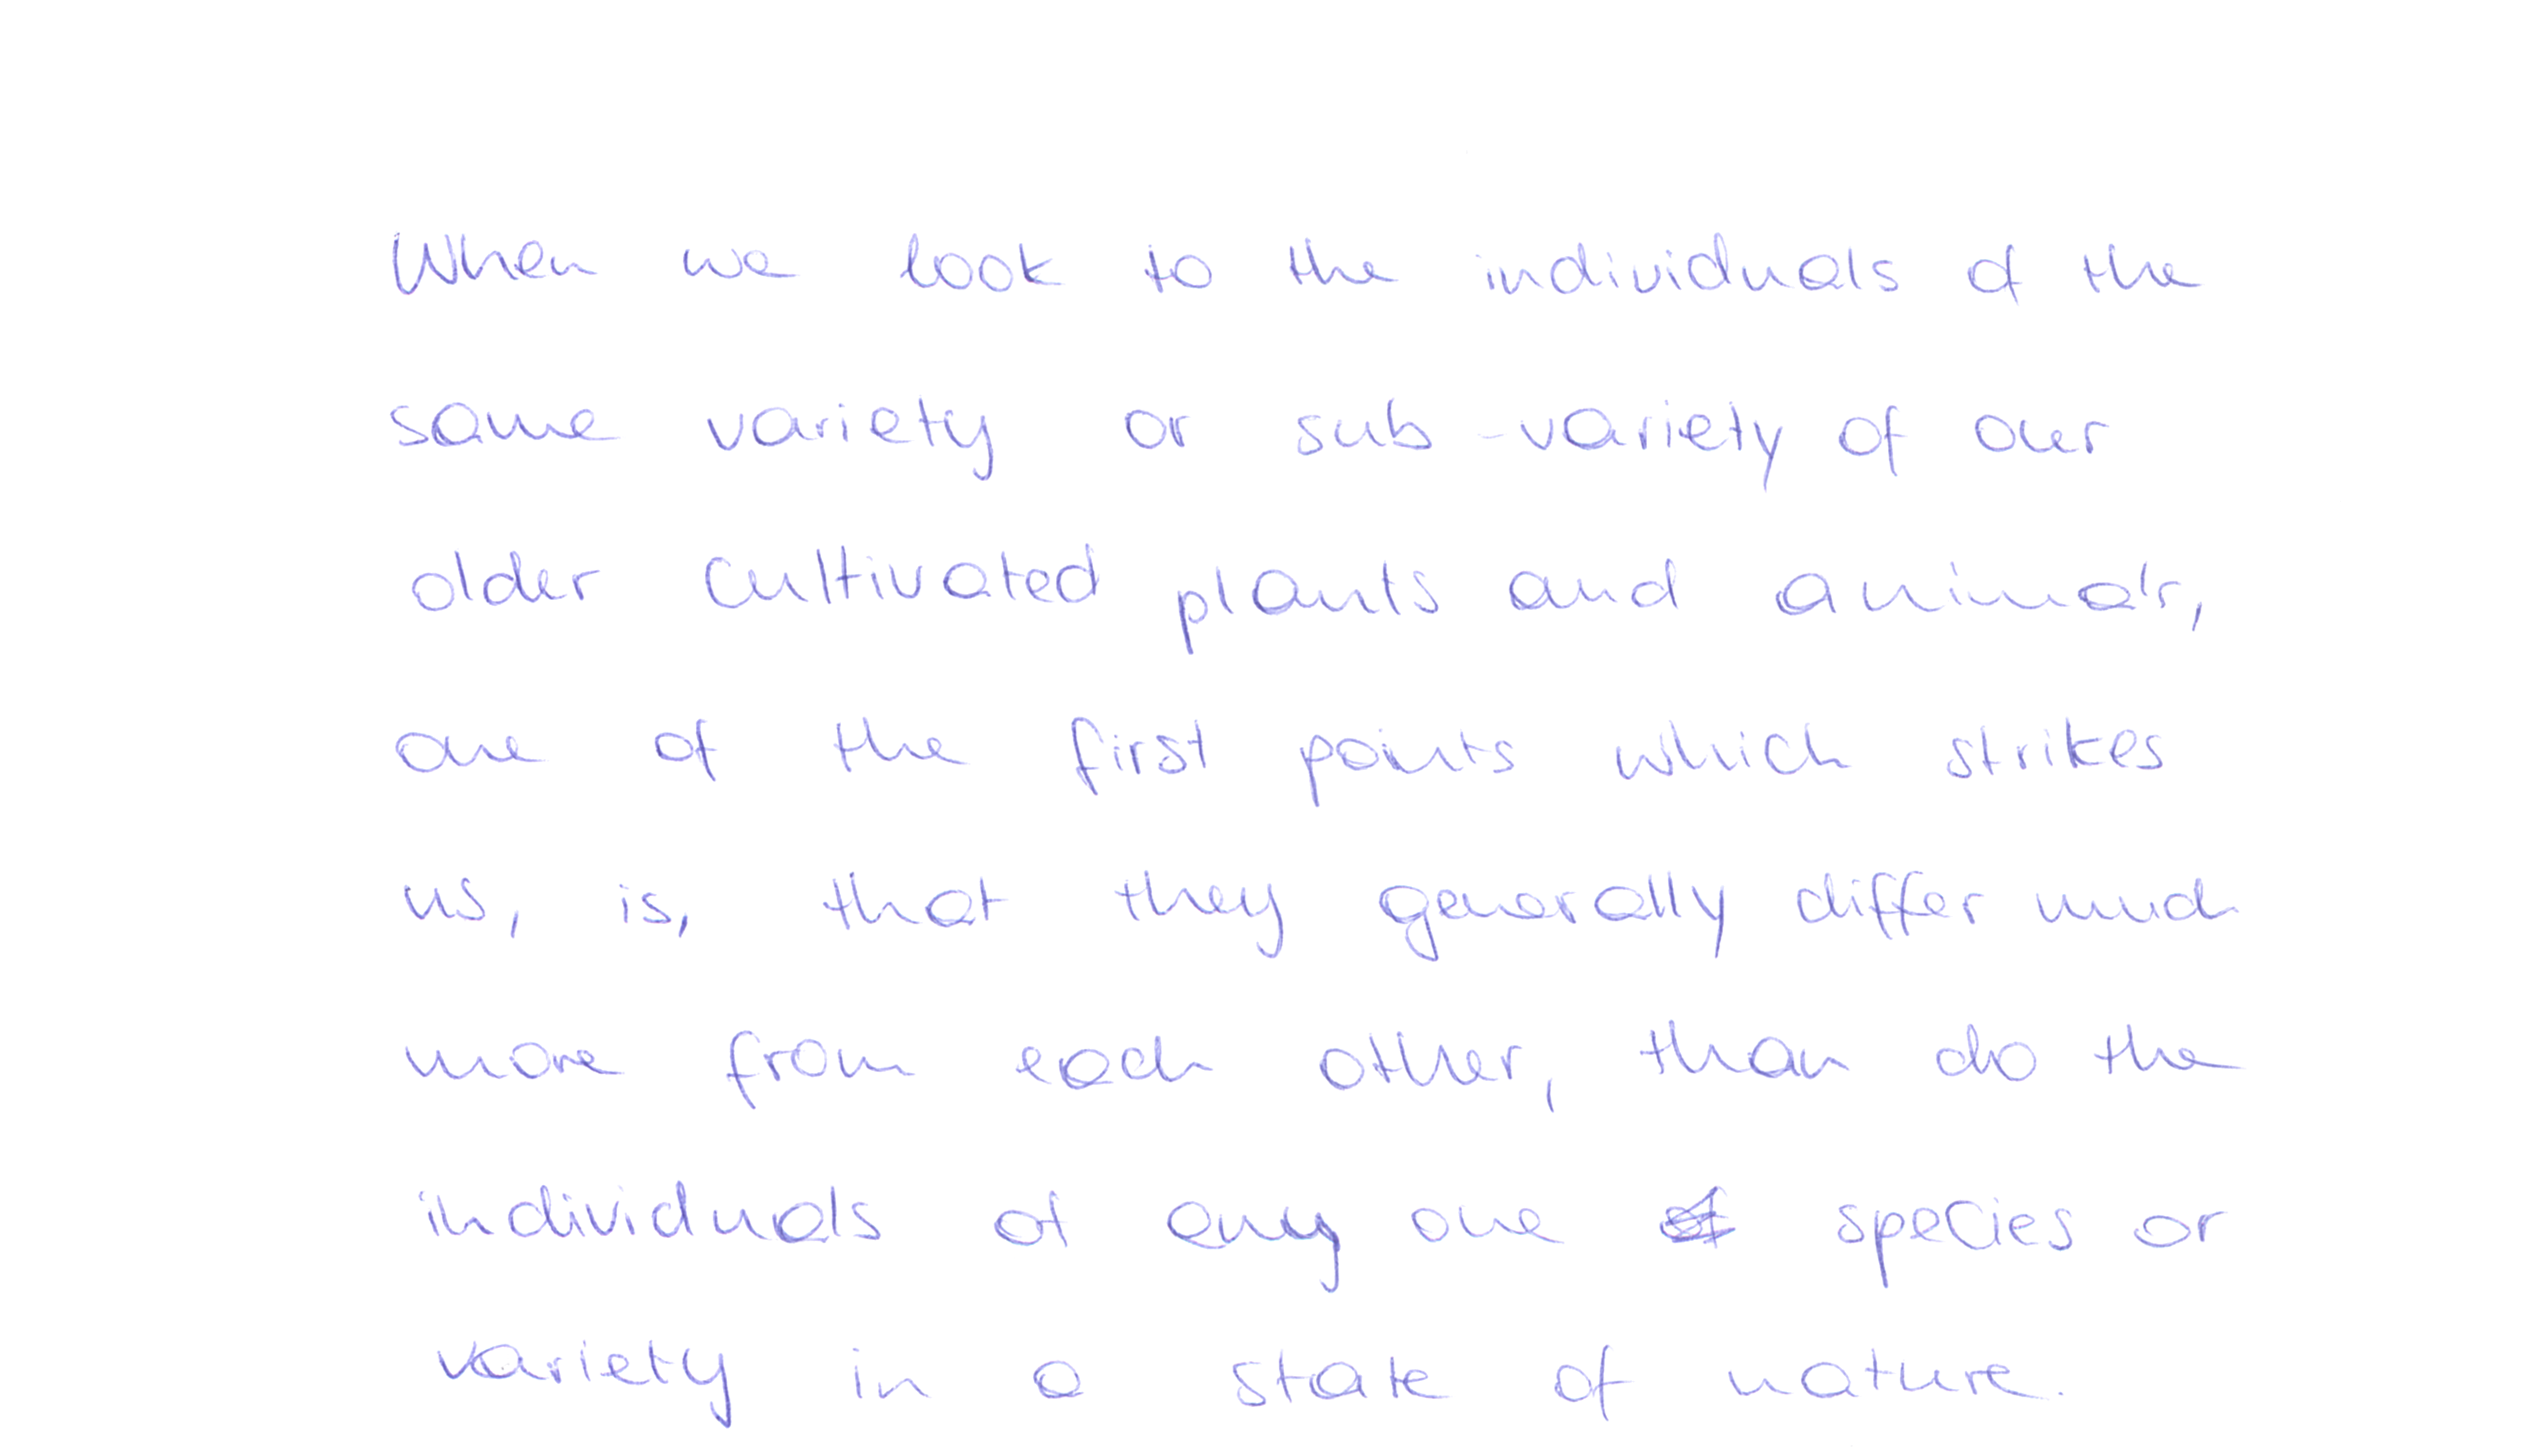 When we look to the individuals of the
same variety or sub-variety of our
older cultivated plants and animals,
one of the first points which strikes
us, is, that they generally differ much
more from each other, than do the
individuals of any one species or
variety in a state of nature.